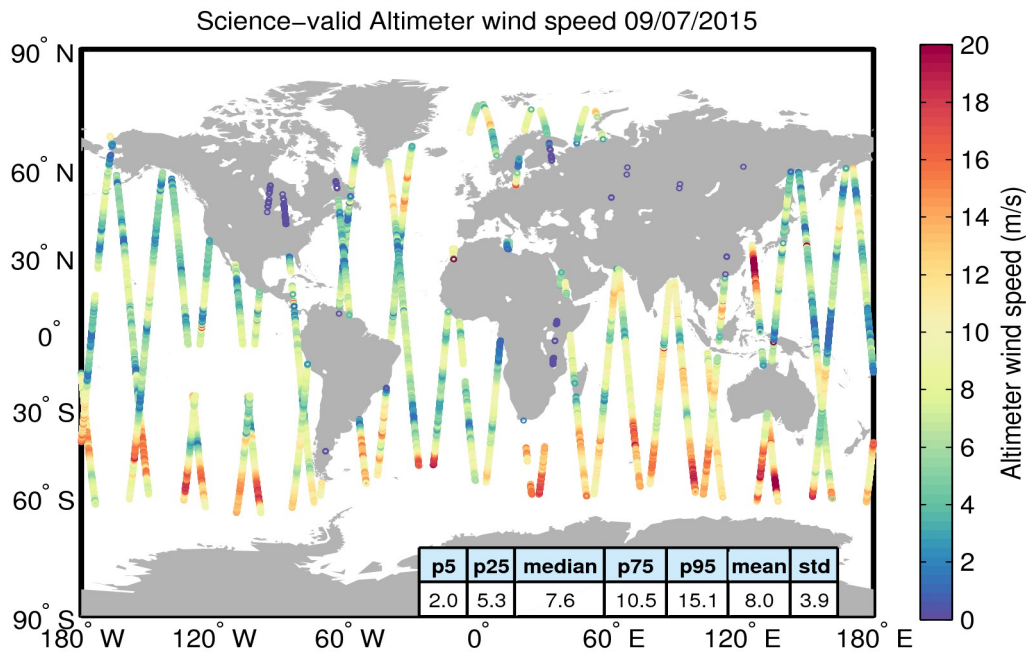 Science−valid Altimeter wind speed 09/07/2015
90° N
60° N
30° N
0°
30° S
60° S
90° S
180° W
120° W
60° W
0°
60° E
120° E
180° E
p5 p25 median p75 p95 mean std
2.0 5.3 7.6 10.5 15.1 8.0 3.9
20
18
16
14
12
10
8
6
4
2
0
Altimeter wind speed (m/s)